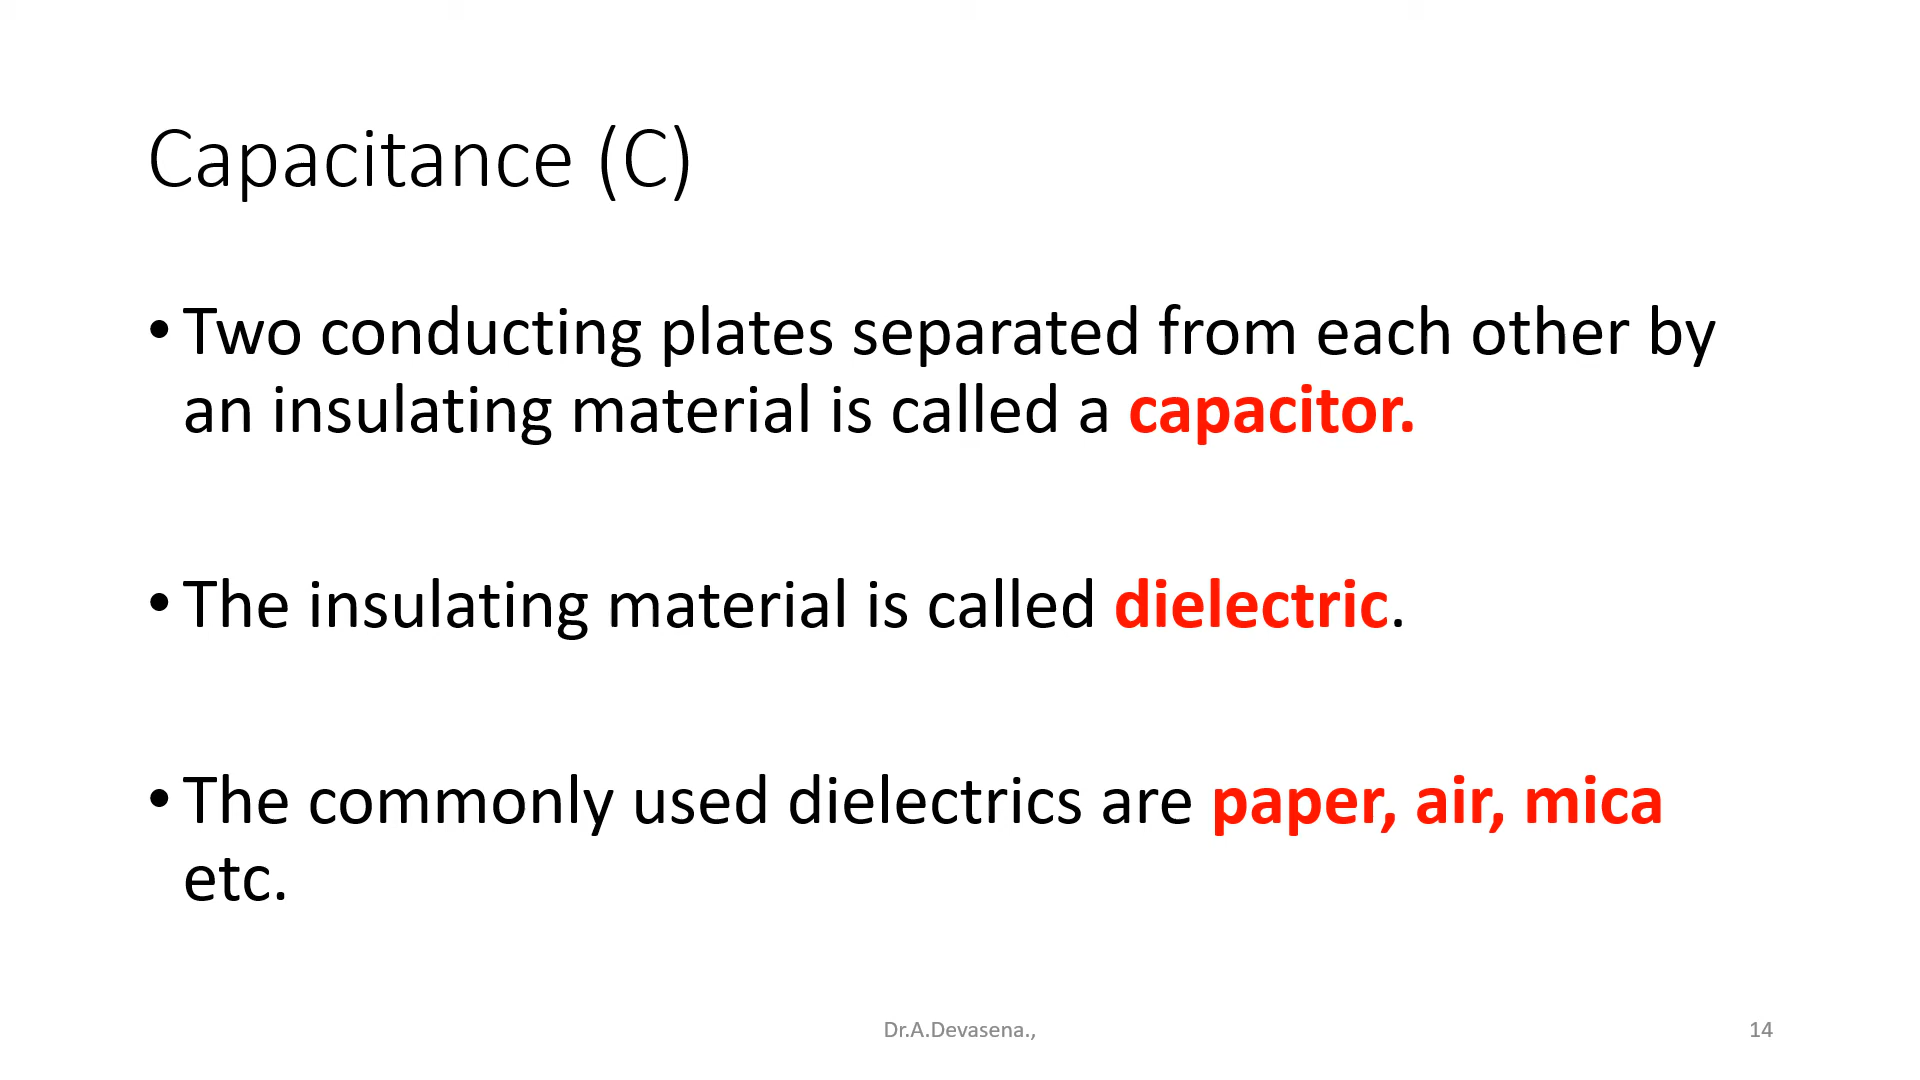 Capacitance (C)
• Two conducting plates separated from each other by
an insulating material is called a capacitor.
• The insulating material is called dielectric.
• The commonly used dielectrics are paper, air, mica
etc.
Dr.A.Devasena.,
14